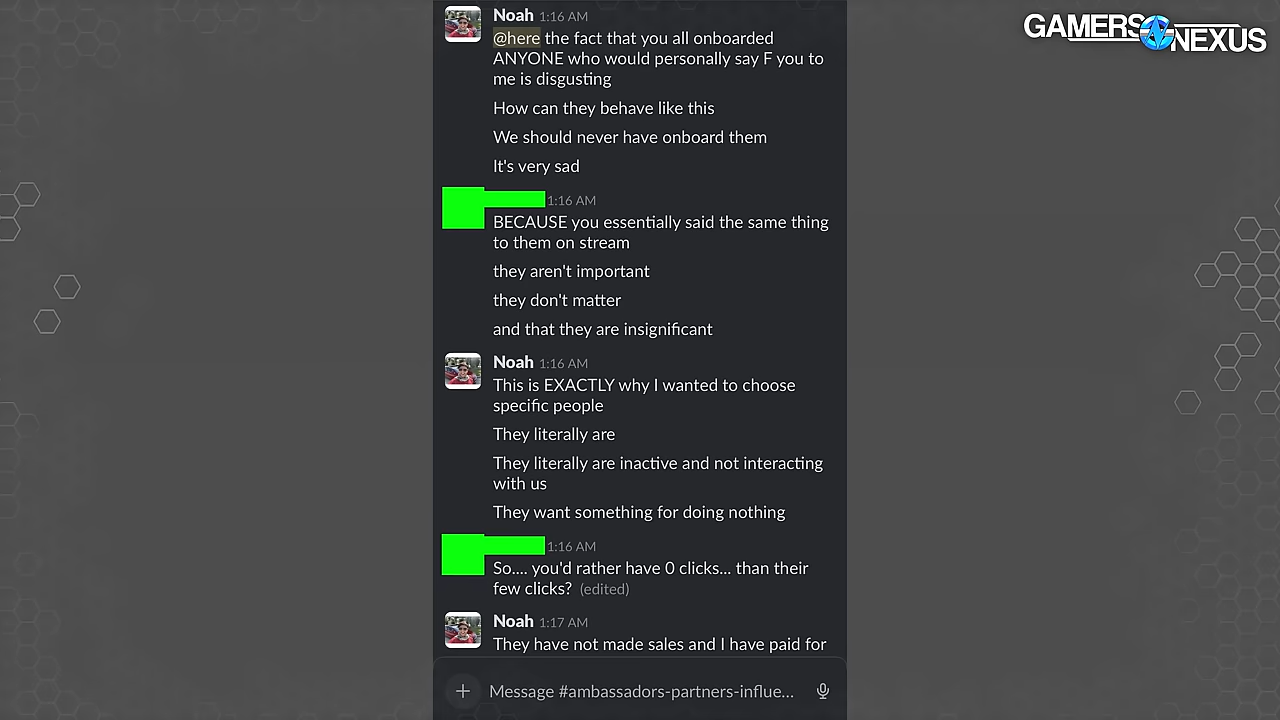 GAMERS NEXUS
Noah 1:16 AM
@here the fact that you all onboarded
ANYONE who would personally say F you to
me is disgusting
How can they behave like this
We should never have onboard them
It's very sad
1:16 AM
BECAUSE you essentially said the same thing
to them on stream
they aren't important
they don't matter
and that they are insignificant
Noah 1:16 AM
This is EXACTLY why I wanted to choose
specific people
They literally are
They literally are inactive and not interacting
with us
They want something for doing nothing
1:16 AM
So.... you'd rather have 0 clicks... than their
few clicks? (edited)
Noah 1:17 AM
They have not made sales and I have paid for
Message #ambassadors-partners-influe...